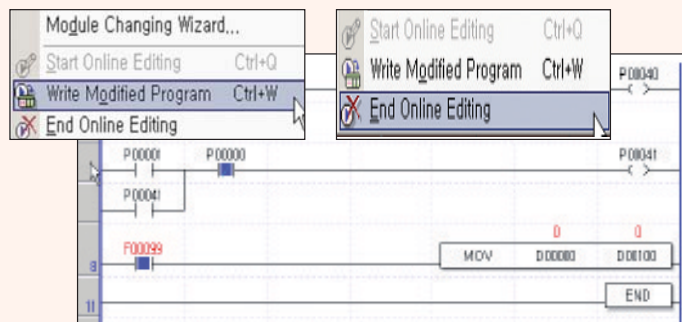 Module Changing Wizard...
Start Online Editing Ctrl+Q
Write Modified Program Ctrl+W
End Online Editing
Start Online Editing Ctrl+Q
Write Modified Program Ctrl+W
End Online Editing
P00040
P00001 P00000 P00041
P00041
0 0
F00099 MOV D00000 D00100
8
END
11